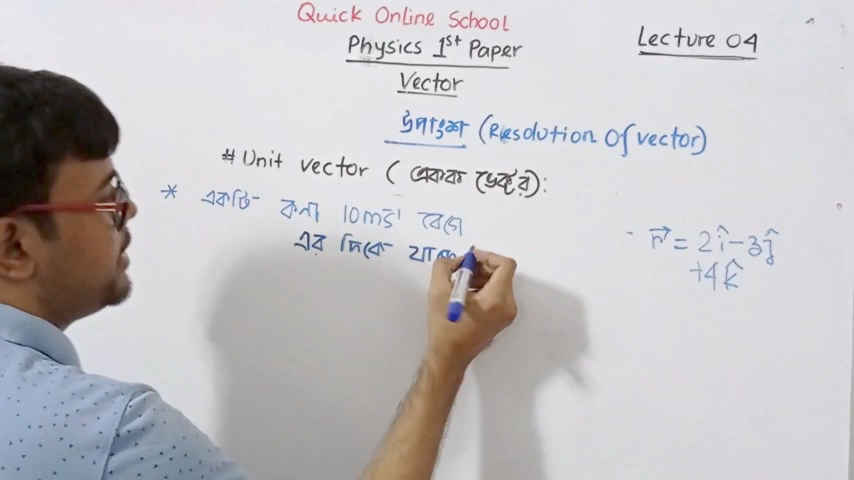 Quick Online School
Physics 1st Paper
Lecture 04
Vector
উপাংশ (Resolution Of vector)
# Unit vector (একক ভেক্টর):
* একটি কনা 10ms⁻¹ বেগে
এর দিকে
r⃗ = 2î-3ĵ
+4k̂